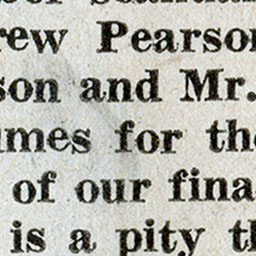 rew Pearson
son and Mr.
umes for the
of our fina
is a pity th